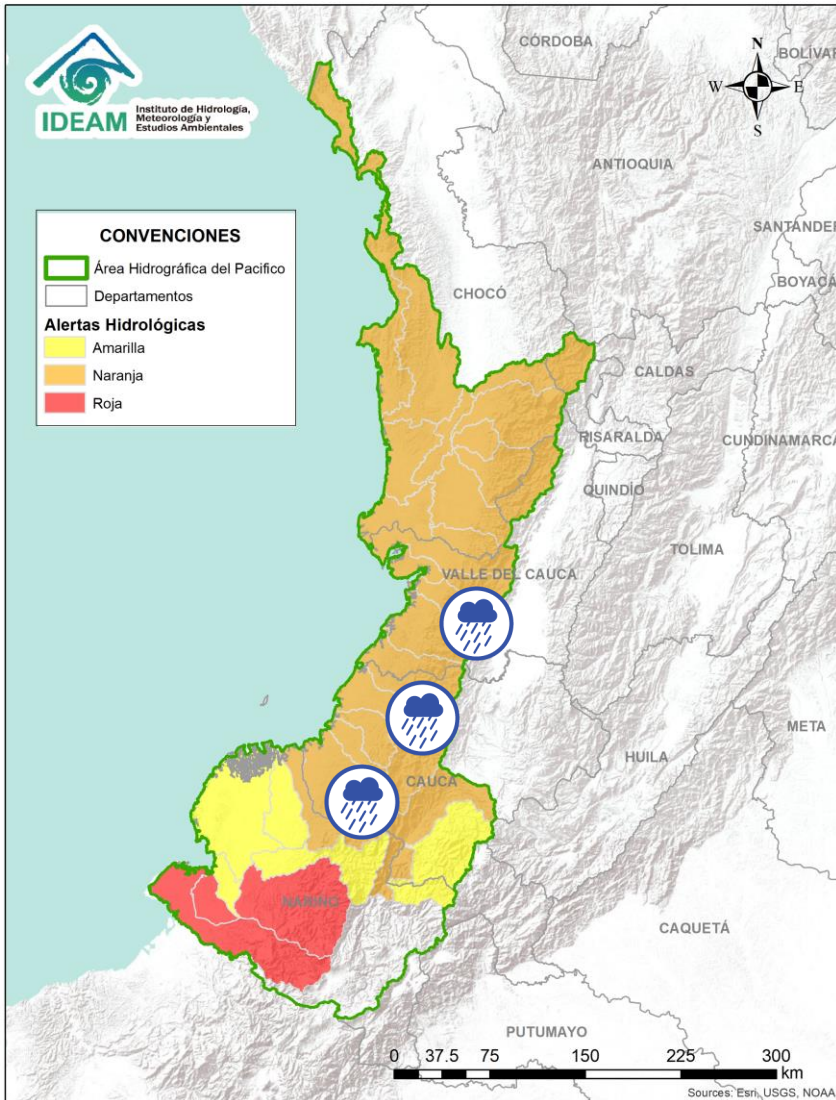 IDEAM
Instituto de Hidrología,
Meteorología y
Estudios Ambientales
CÓRDOBA
BOLÍVAR
N
W E
S
ANTIOQUIA
SANTANDER
BOYACÁ
CONVENCIONES
Área Hidrográfica del Pacifico
Departamentos
Alertas Hidrológicas
Amarilla
Naranja
Roja
CHOCÓ
CALDAS
RISARALDA
CUNDINAMARCA
QUINDÍO
TOLIMA
VALLE DEL CAUCA
META
HUILA
CAUCA
NARIÑO
CAQUETÁ
PUTUMAYO
0 37.5 75 150 225 300
km
Sources: Esri, USGS, NOAA